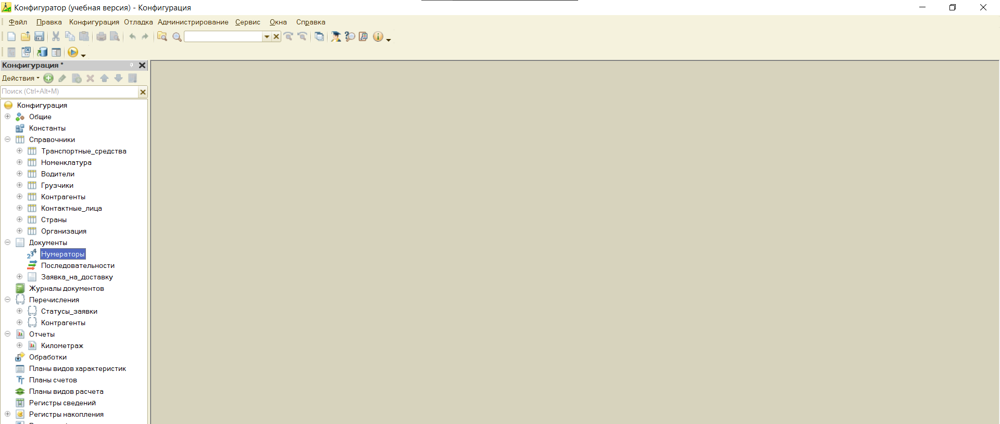 Конфигуратор (учебная версия) - Конфигурация
Файл Правка Конфигурация Отладка Администрирование Сервис Окна Справка
Конфигурация *
Действия
Поиск (Ctrl+Alt+M)
Конфигурация
Общие
Константы
Справочники
Транспортные_средства
Номенклатура
Водители
Грузчики
Контрагенты
Контактные_лица
Страны
Организация
Документы
Нумераторы
Последовательности
Заявка_на_доставку
Журналы документов
Перечисления
Статусы_заявки
Контрагенты
Отчеты
Километраж
Обработки
Планы видов характеристик
Планы счетов
Планы видов расчета
Регистры сведений
Регистры накопления